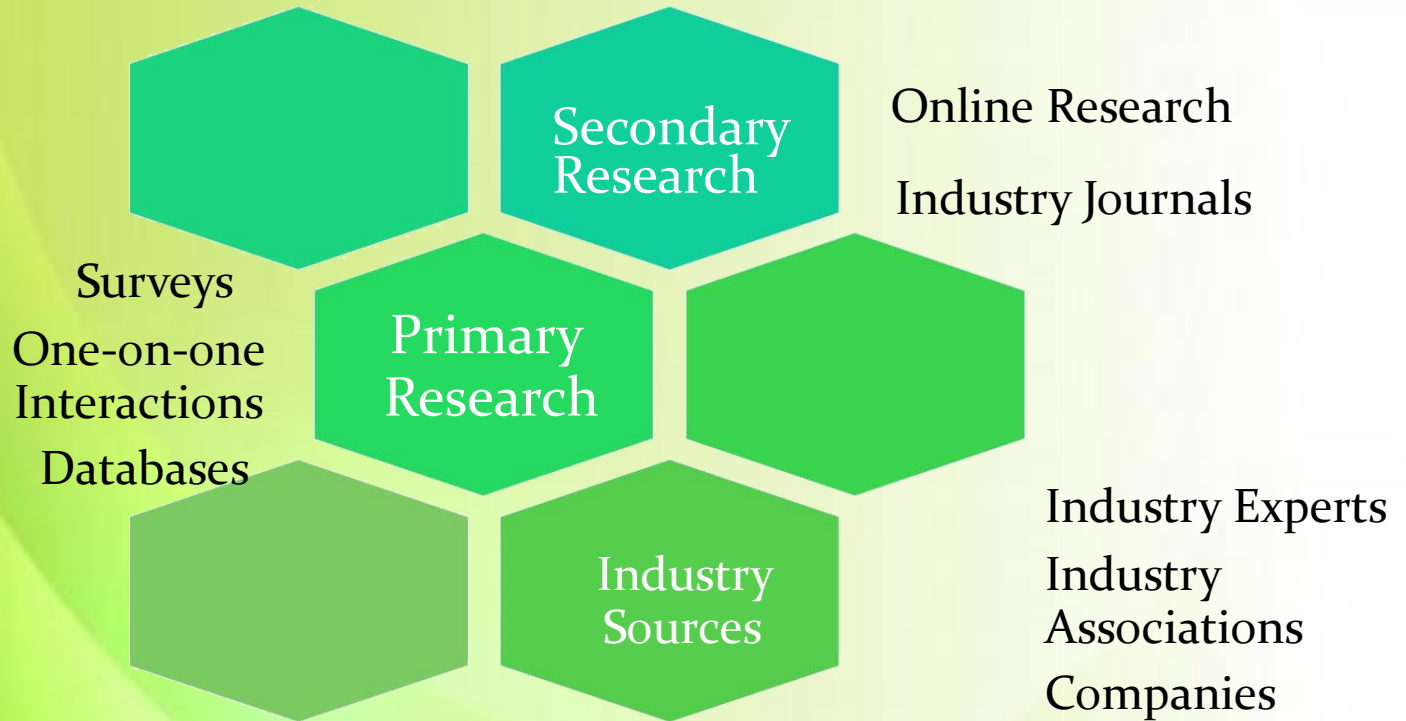 Secondary
Research
Online Research
Industry Journals
Surveys
One-on-one
Interactions
Databases
Primary
Research
Industry
Sources
Industry Experts
Industry
Associations
Companies